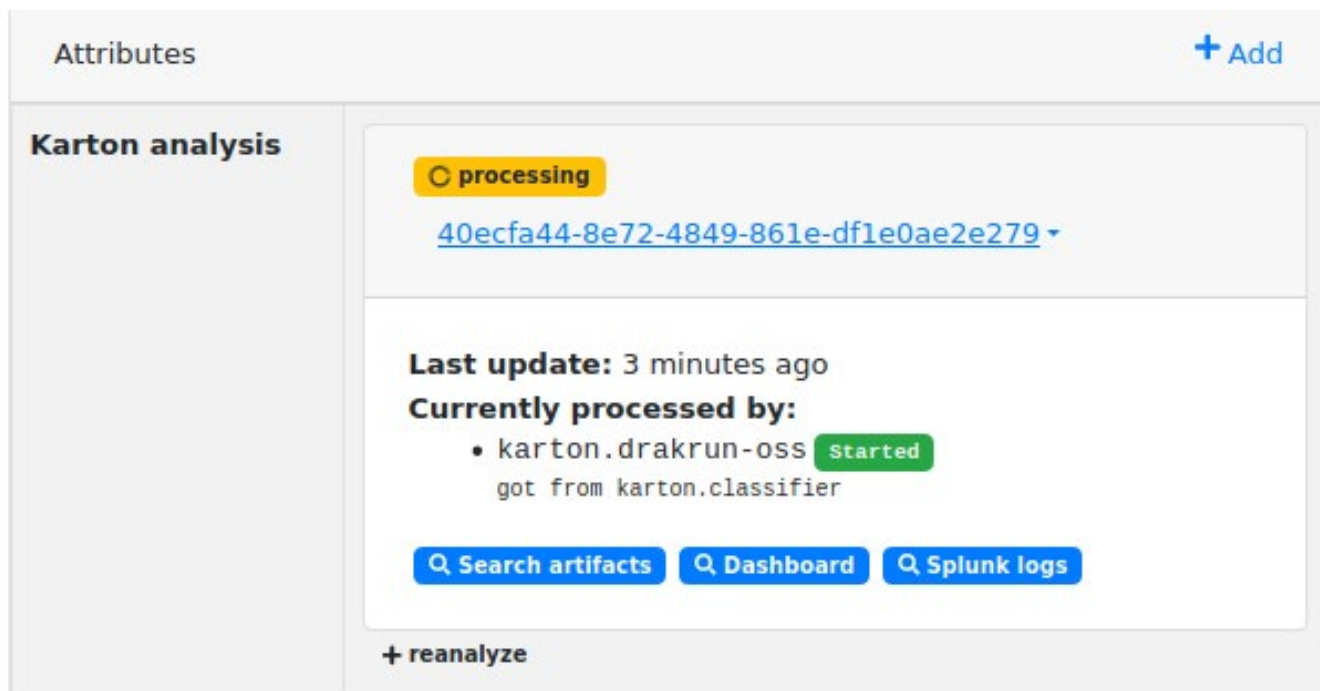 Attributes
Add
Karton analysis
processing
40ecfa44-8e72-4849-861e-df1e0ae2e279
Last update: 3 minutes ago
Currently processed by:
karton.drakrun-oss Started
got from karton.classifier
Search artifacts Dashboard Splunk logs
reanalyze